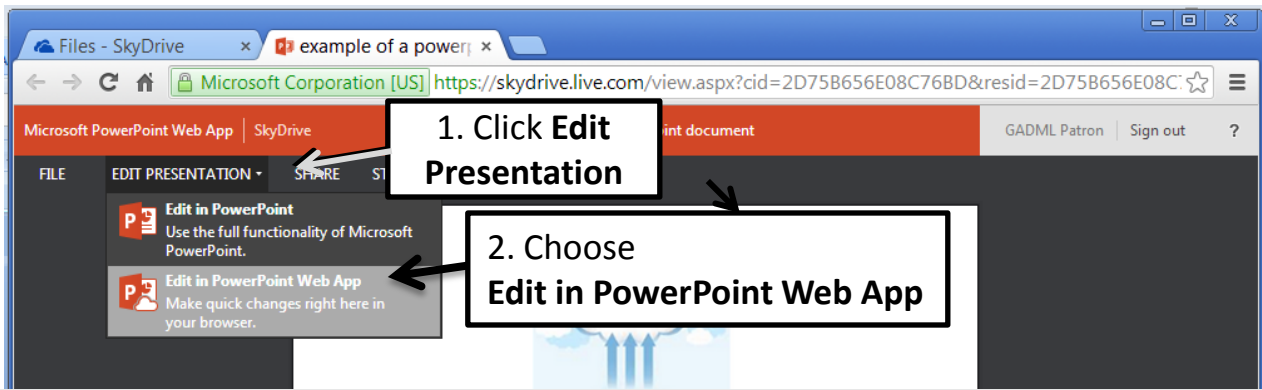 Files - SkyDrive
example of a power
Microsoft Corporation [US] https://skydrive.live.com/view.aspx?cid=2D75B656E08C76BD&resid=2D75B656E08C
Microsoft PowerPoint Web App SkyDrive
int document
GADML Patron Sign out ?
1. Click Edit
Presentation
FILE EDIT PRESENTATION SHARE ST
Edit in PowerPoint
Use the full functionality of Microsoft
PowerPoint.
Edit in PowerPoint Web App
Make quick changes right here in
your browser.
2. Choose
Edit in PowerPoint Web App